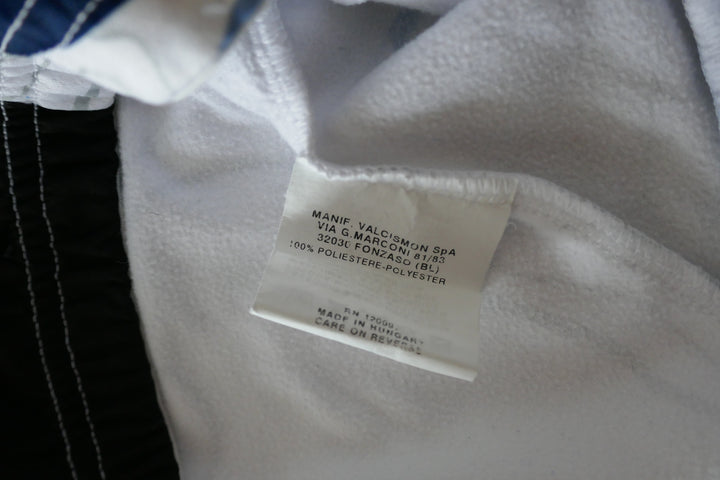 MANIF. VALCISMON SpA
VIA G.MARCONI 81/83
32030 FONZASO (BL)
100% POLIESTERE-POLYESTER
RN
MADE IN HUNGARY
CARE ON REVERSE